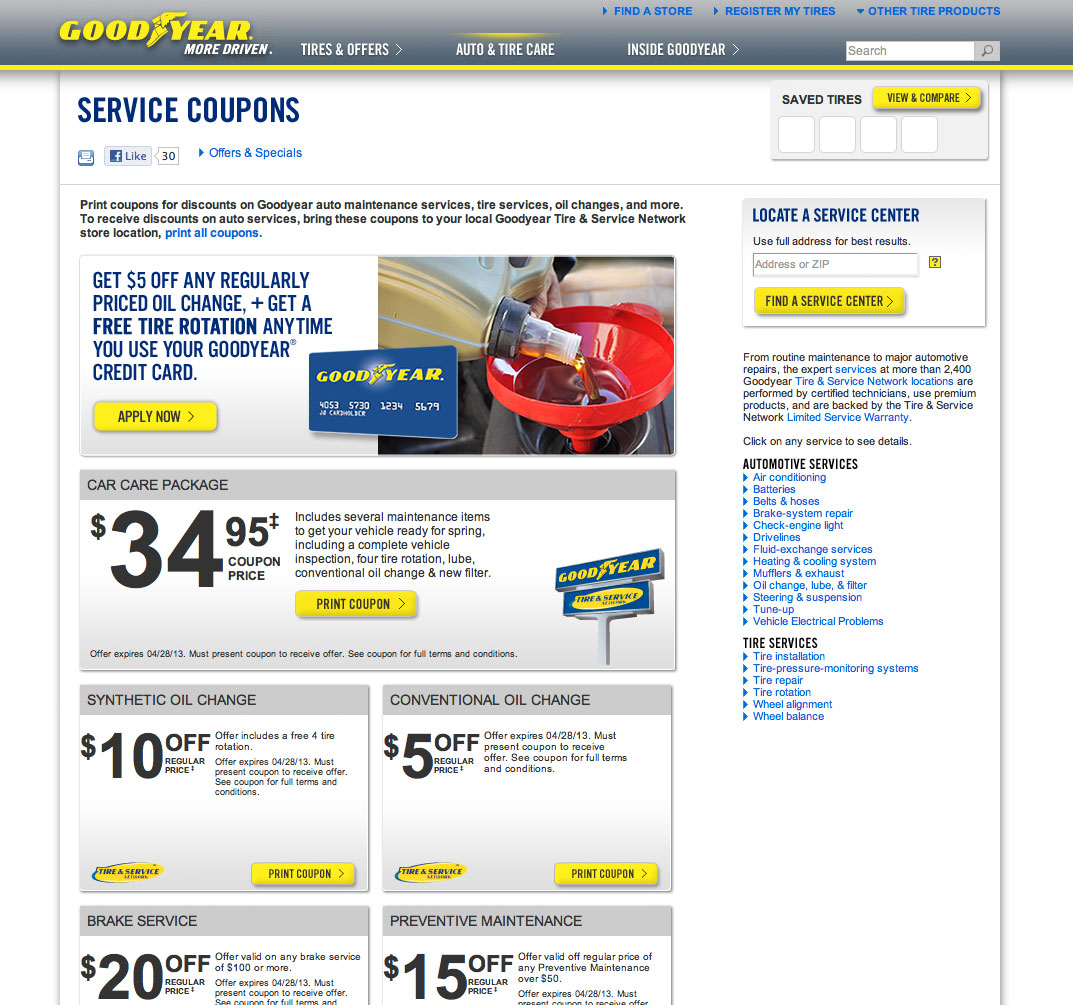 GOODYEAR
MORE DRIVEN.
FIND A STORE
REGISTER MY TIRES
OTHER TIRE PRODUCTS
TIRES & OFFERS
AUTO & TIRE CARE
INSIDE GOODYEAR
Search
SERVICE COUPONS
Like
30
Offers & Specials
SAVED TIRES
VIEW & COMPARE
Print coupons for discounts on Goodyear auto maintenance services, tire services, oil changes, and more.
To receive discounts on auto services, bring these coupons to your local Goodyear Tire & Service Network
store location, print all coupons.
GET $5 OFF ANY REGULARLY
PRICED OIL CHANGE, + GET A
FREE TIRE ROTATION ANYTIME
YOU USE YOUR GOODYEAR®
CREDIT CARD.
APPLY NOW
GOODYEAR.
4053 5730 1234 5679
JO CARDHOLDER
LOCATE A SERVICE CENTER
Use full address for best results.
Address or ZIP
?
FIND A SERVICE CENTER
From routine maintenance to major automotive
repairs, the expert services at more than 2,400
Goodyear Tire & Service Network locations are
performed by certified technicians, use premium
products, and are backed by the Tire & Service
Network Limited Service Warranty.
Click on any service to see details.
AUTOMOTIVE SERVICES
Air conditioning
Batteries
Belts & hoses
Brake-system repair
Check-engine light
Drivelines
Fluid-exchange services
Heating & cooling system
Mufflers & exhaust
Oil change, lube, & filter
Steering & suspension
Tune-up
Vehicle Electrical Problems
TIRE SERVICES
Tire installation
Tire-pressure-monitoring systems
Tire repair
Tire rotation
Wheel alignment
Wheel balance
CAR CARE PACKAGE
$34 95‡
COUPON
PRICE
Includes several maintenance items
to get your vehicle ready for spring,
including a complete vehicle
inspection, four tire rotation, lube,
conventional oil change & new filter.
PRINT COUPON
GOODYEAR
TIRE & SERVICE
NETWORK
Offer expires 04/28/13. Must present coupon to receive offer. See coupon for full terms and conditions.
SYNTHETIC OIL CHANGE
$10 OFF
REGULAR
PRICE‡
Offer includes a free 4 tire
rotation.
Offer expires 04/28/13. Must
present coupon to receive offer.
See coupon for full terms and
conditions.
TIRE & SERVICE
NETWORK
PRINT COUPON
CONVENTIONAL OIL CHANGE
$5 OFF
REGULAR
PRICE‡
Offer expires 04/28/13. Must
present coupon to receive
offer. See coupon for full terms
and conditions.
TIRE & SERVICE
NETWORK
PRINT COUPON
BRAKE SERVICE
$20 OFF
REGULAR
PRICE‡
Offer valid on any brake service
of $100 or more.
Offer expires 04/28/13. Must
present coupon to receive offer.
See coupon for full terms and
PREVENTIVE MAINTENANCE
$15 OFF
REGULAR
PRICE‡
Offer valid off regular price of
any Preventive Maintenance
over $50.
Offer expires 04/28/13. Must
present coupon to receive offer.